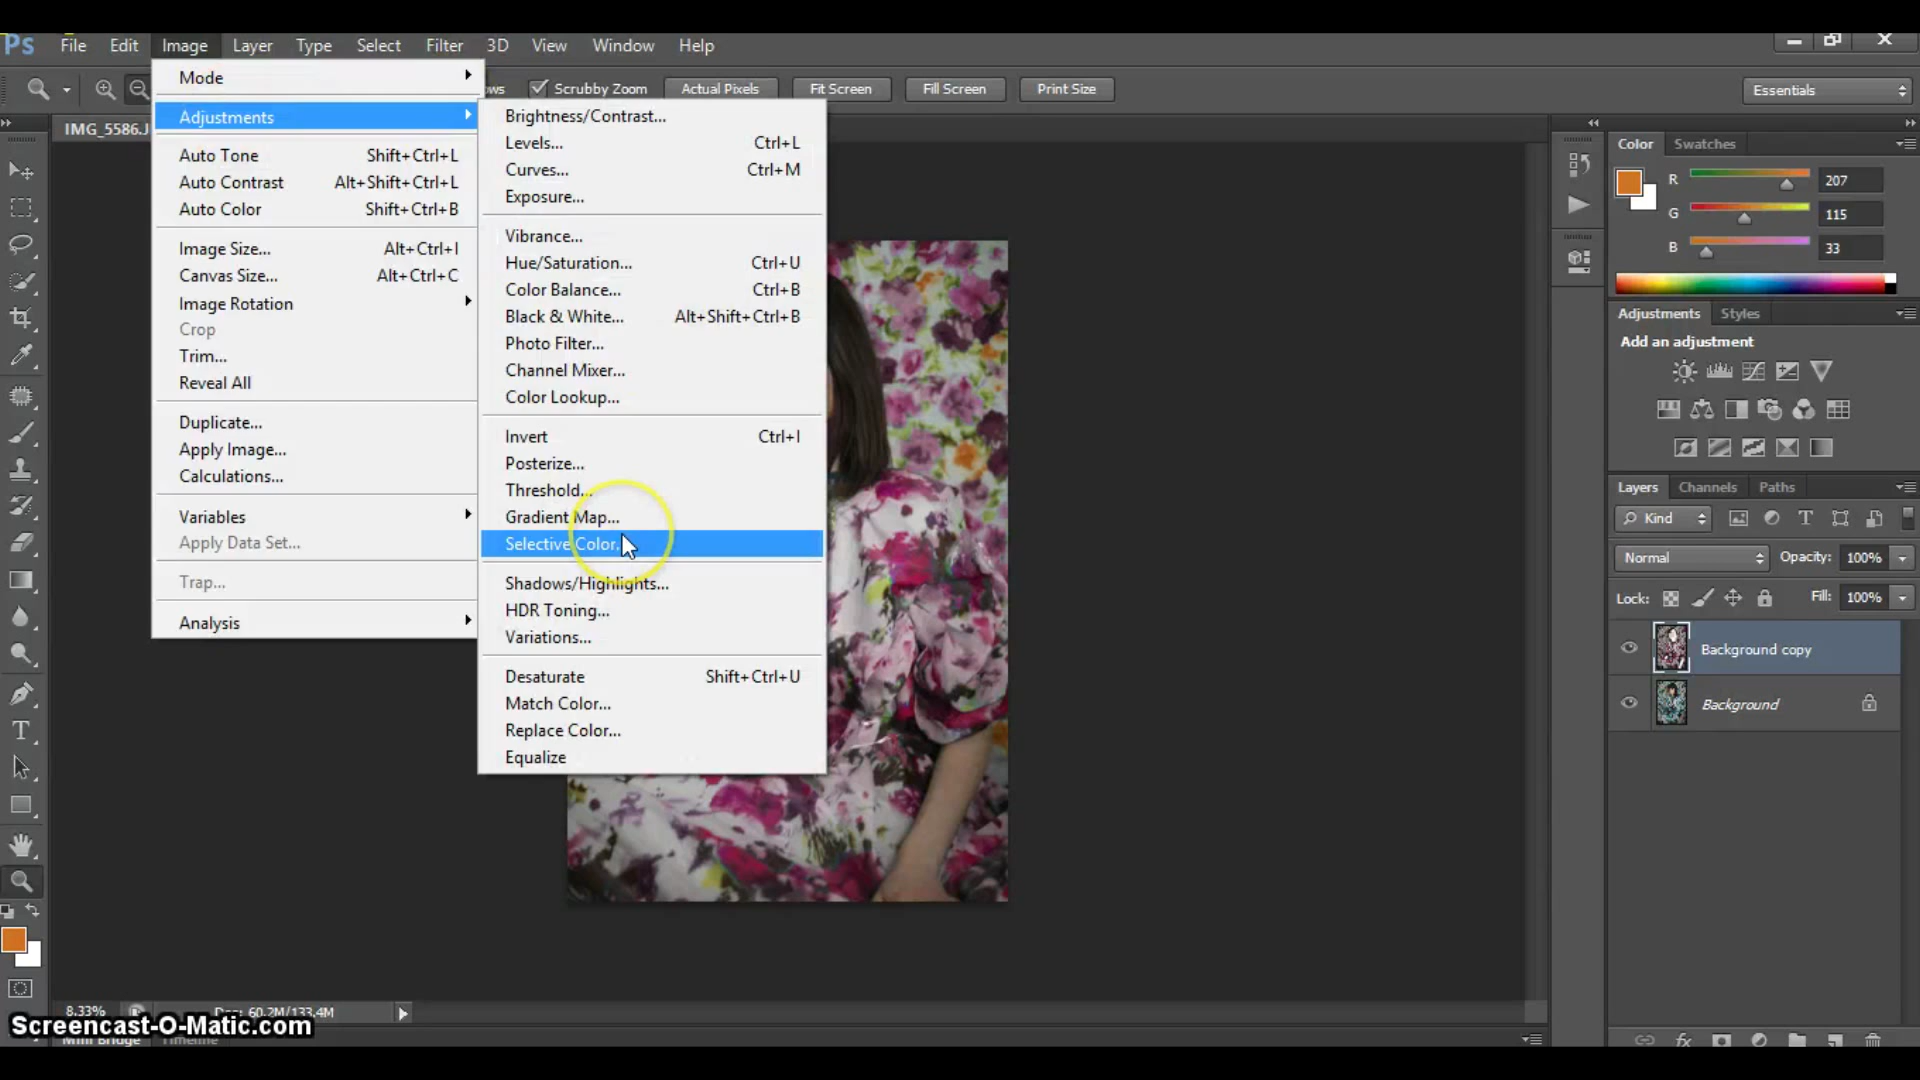 Ps File Edit Image Layer Type Select Filter 3D View Window Help
Scrubby Zoom Actual Pixels Fit Screen Fill Screen Print Size Essentials
IMG_5586.J
Mode
Adjustments
Auto Tone Shift+Ctrl+L
Auto Contrast Alt+Shift+Ctrl+L
Auto Color Shift+Ctrl+B
Image Size... Alt+Ctrl+I
Canvas Size... Alt+Ctrl+C
Image Rotation
Crop
Trim...
Reveal All
Duplicate...
Apply Image...
Calculations...
Variables
Apply Data Set...
Trap...
Analysis
Brightness/Contrast...
Levels... Ctrl+L
Curves... Ctrl+M
Exposure...
Vibrance...
Hue/Saturation... Ctrl+U
Color Balance... Ctrl+B
Black & White... Alt+Shift+Ctrl+B
Photo Filter...
Channel Mixer...
Color Lookup...
Invert Ctrl+I
Posterize...
Threshold...
Gradient Map...
Selective Color...
Shadows/Highlights...
HDR Toning...
Variations...
Desaturate Shift+Ctrl+U
Match Color...
Replace Color...
Equalize
Color Swatches
R 207
G 115
B 33
Adjustments Styles
Add an adjustment
Layers Channels Paths
Kind
Normal Opacity: 100%
Lock: Fill: 100%
Background copy
Background
8.33% Doc: 60.2M/133.4M
Screencast-O-Matic.com
Mini Bridge Timeline